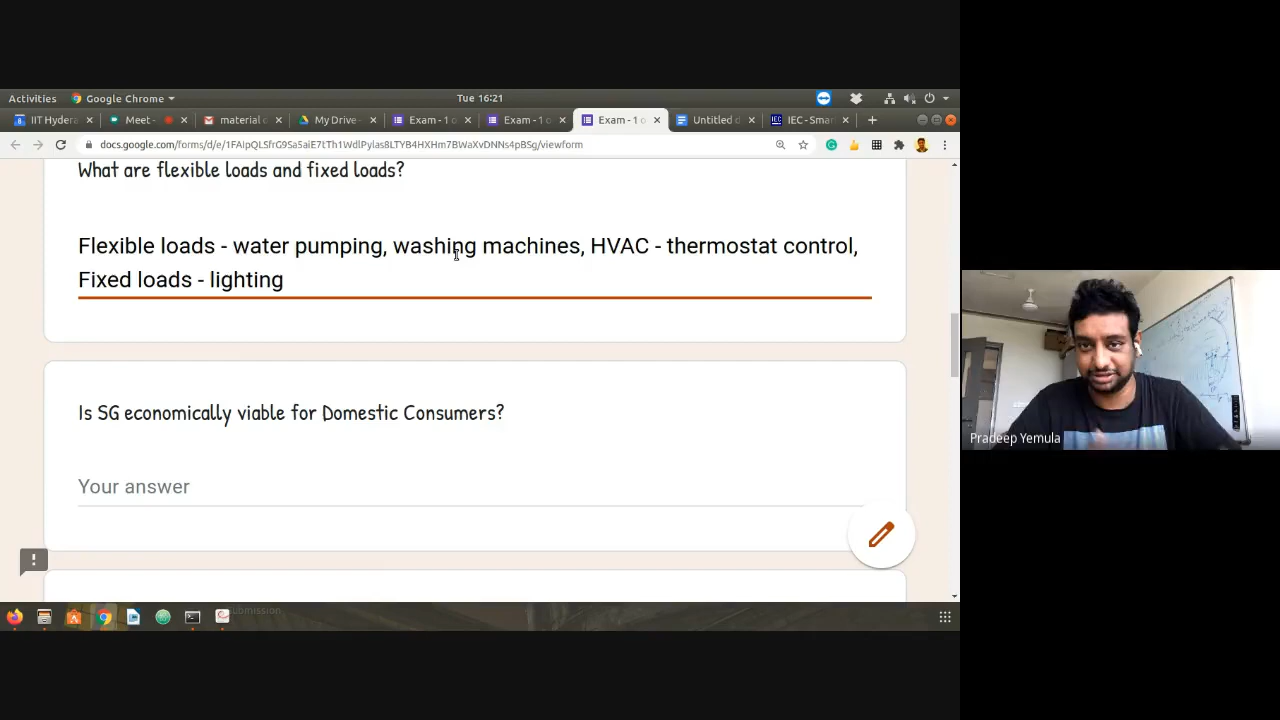 Activities Google Chrome Tue 16:21
IIT Hydera Meet - material o My Drive - Exam - 1 o Exam - 1 o Exam - 1 o Untitled d IEC - Smar
docs.google.com/forms/d/e/1FAIpQLSfrG9Sa5aiE7tTh1WdlPylas8LTYB4HXHm7BWaXvDNNs4pBSg/viewform
What are flexible loads and fixed loads?
Flexible loads - water pumping, washing machines, HVAC - thermostat control,
Fixed loads - lighting
Is SG economically viable for Domestic Consumers?
Your answer
Pradeep Yemula